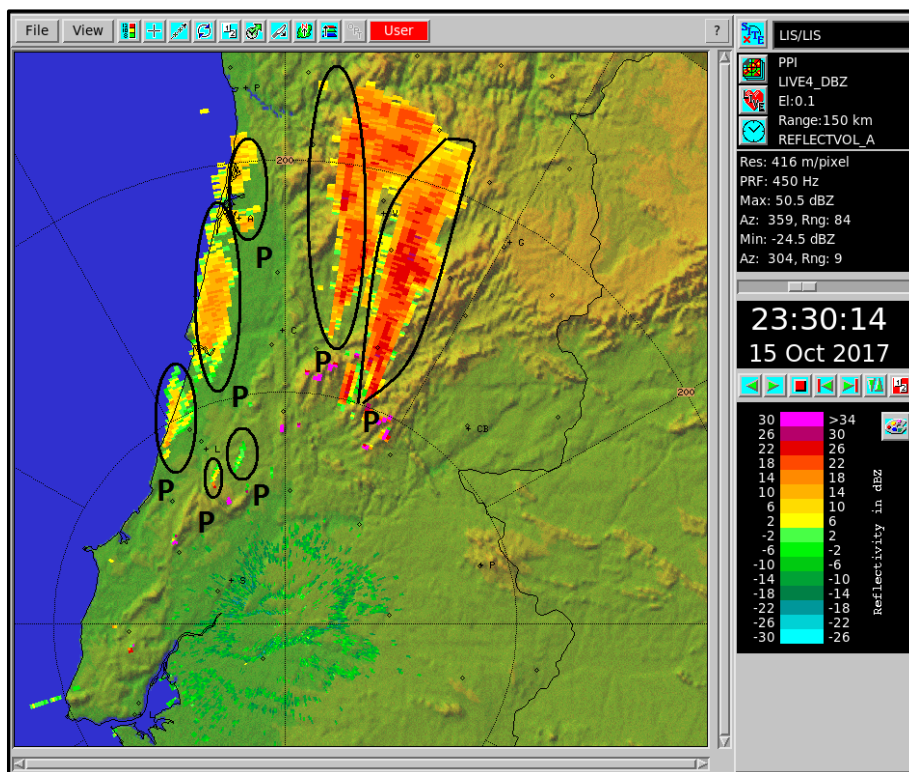 File View User ?
LIS/LIS
PPI
LIVE4_DBZ
El:0.1
Range:150 km
REFLECTVOL_A
Res: 416 m/pixel
PRF: 450 Hz
Max: 50.5 dBZ
Az: 359, Rng: 84
Min: -24.5 dBZ
Az: 304, Rng: 9
23:30:14
15 Oct 2017
30 >34
26 30
22 26
18 22
14 18
10 14
6 10
2 6
-2 2
-6 -2
-10 -6
-14 -10
-18 -14
-22 -18
-26 -22
-30 -26
Reflectivity in dBZ
P
200
A
V
P
G
C
P
P
P
200
CB
L
P
P
P
P
S
L